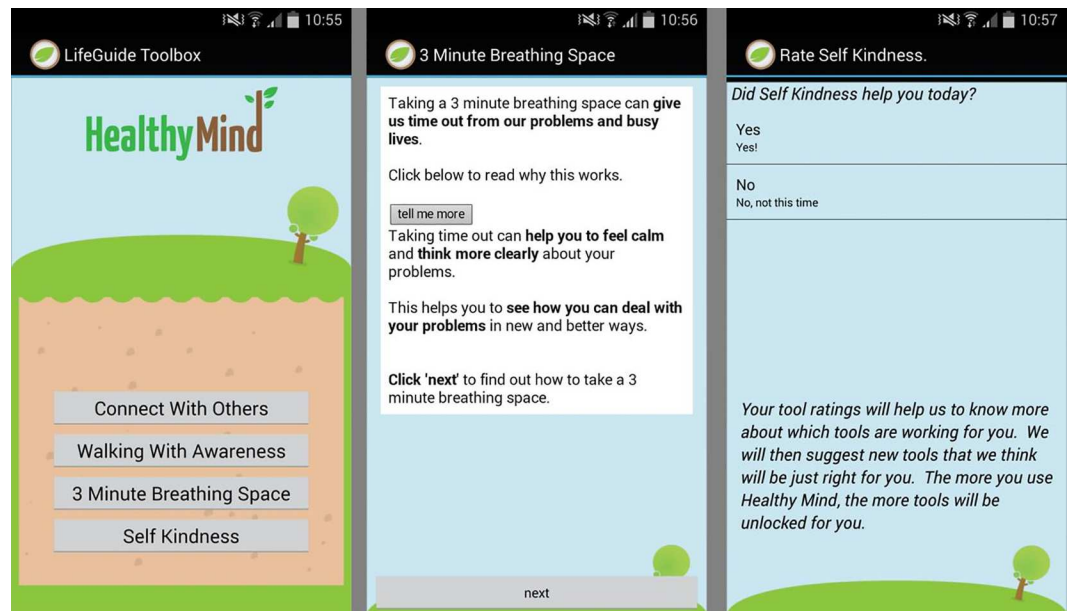 10:55
LifeGuide Toolbox
HealthyMind
Connect With Others
Walking With Awareness
3 Minute Breathing Space
Self Kindness
10:56
3 Minute Breathing Space
Taking a 3 minute breathing space can give
us time out from our problems and busy
lives.
Click below to read why this works.
tell me more
Taking time out can help you to feel calm
and think more clearly about your
problems.
This helps you to see how you can deal with
your problems in new and better ways.
Click 'next' to find out how to take a 3
minute breathing space.
next
10:57
Rate Self Kindness.
Did Self Kindness help you today?
Yes
Yes!
No
No, not this time
Your tool ratings will help us to know more
about which tools are working for you. We
will then suggest new tools that we think
will be just right for you. The more you use
Healthy Mind, the more tools will be
unlocked for you.